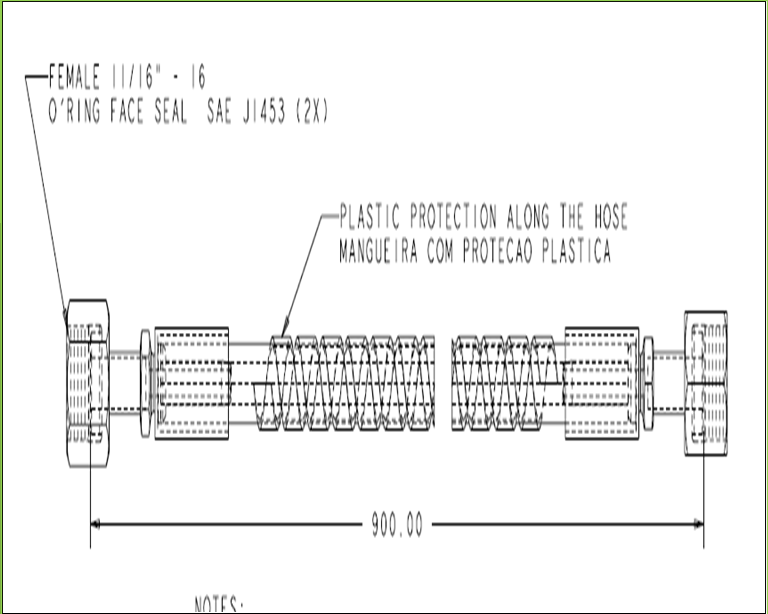 FEMALE 11/16" - 16
O'RING FACE SEAL SAE J1453 (2X)
PLASTIC PROTECTION ALONG THE HOSE
MANGUEIRA COM PROTECAO PLASTICA
900.00
NOTES: